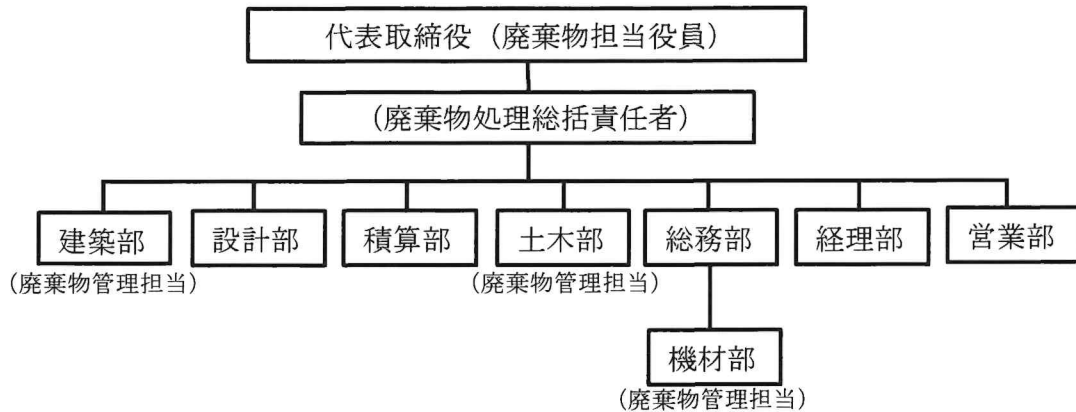 代表取締役（廃棄物担当役員）
（廃棄物処理総括責任者）
建築部 設計部 積算部 土木部 総務部 経理部 営業部
（廃棄物管理担当） （廃棄物管理担当）
機材部
（廃棄物管理担当）